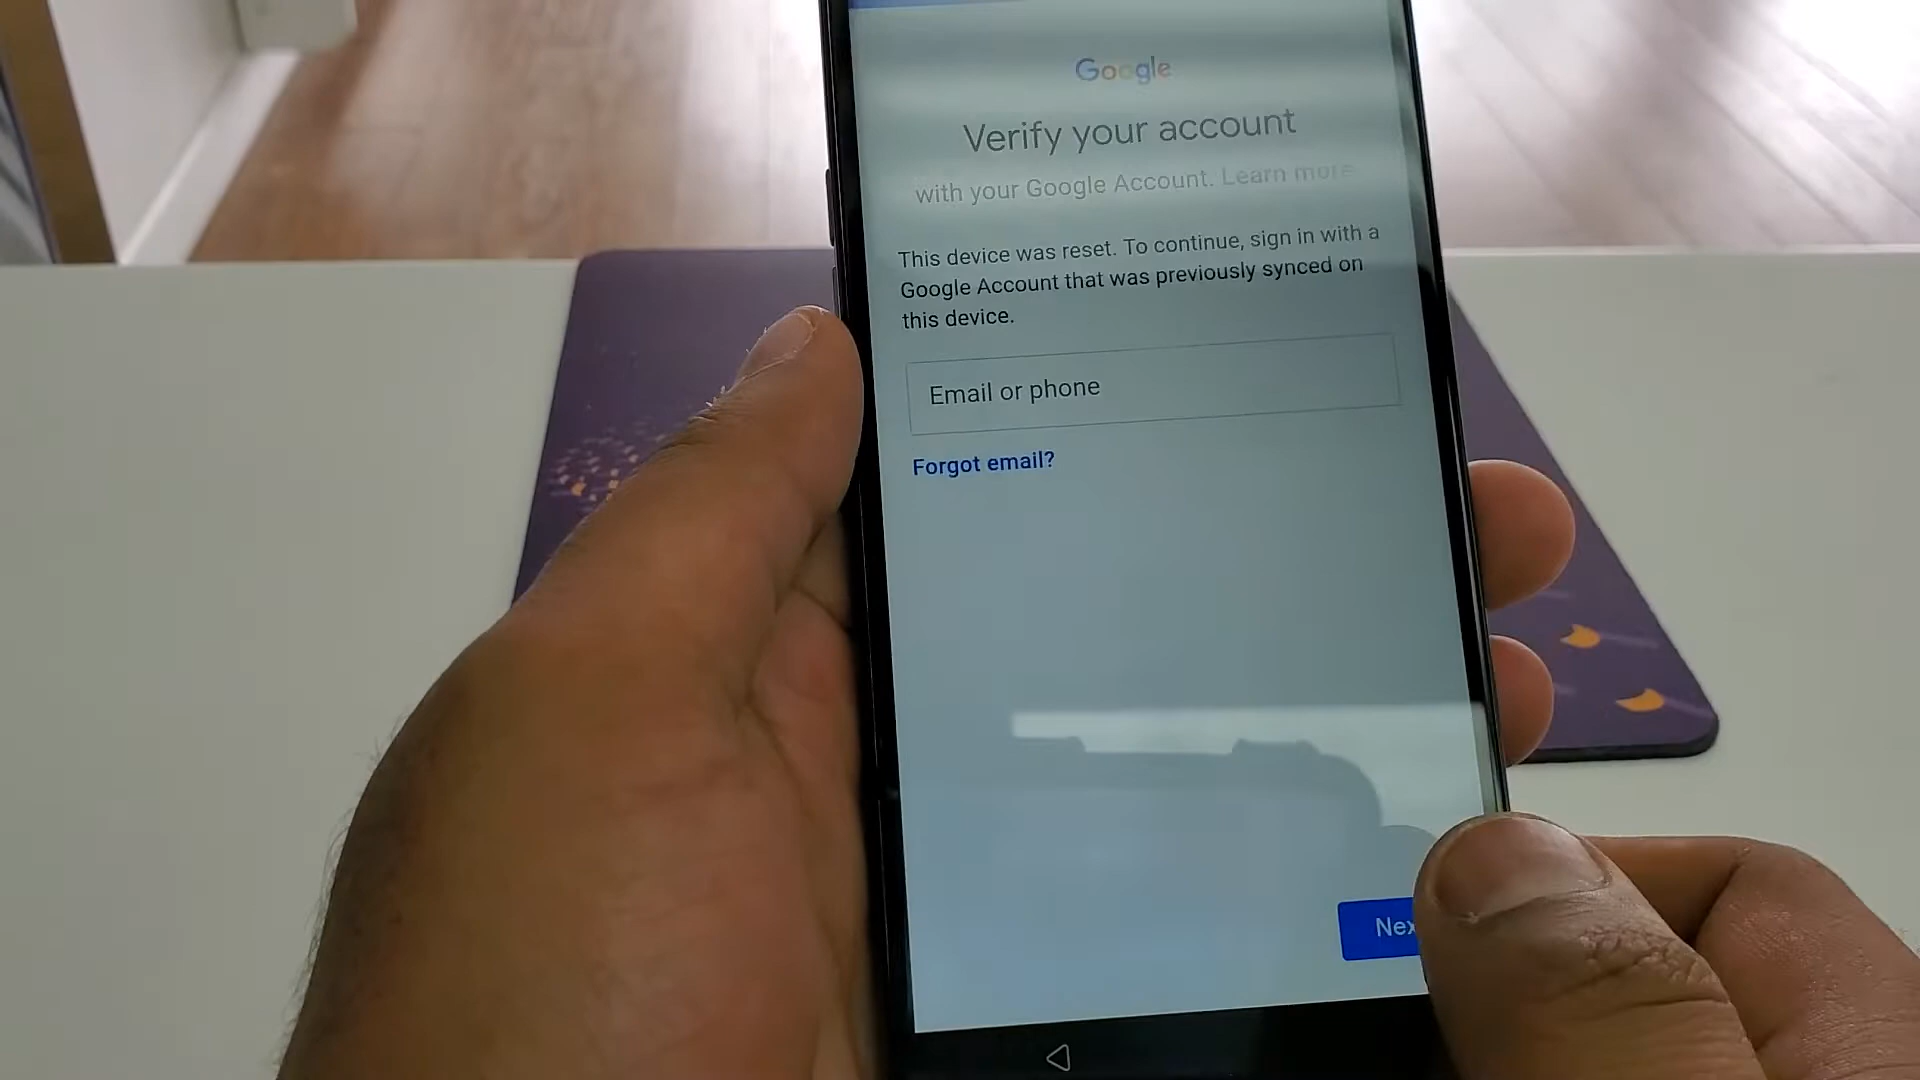 Google
Verify your account
with your Google Account. Learn more
This device was reset. To continue, sign in with a
Google Account that was previously synced on
this device.
Email or phone
Forgot email?
Nex